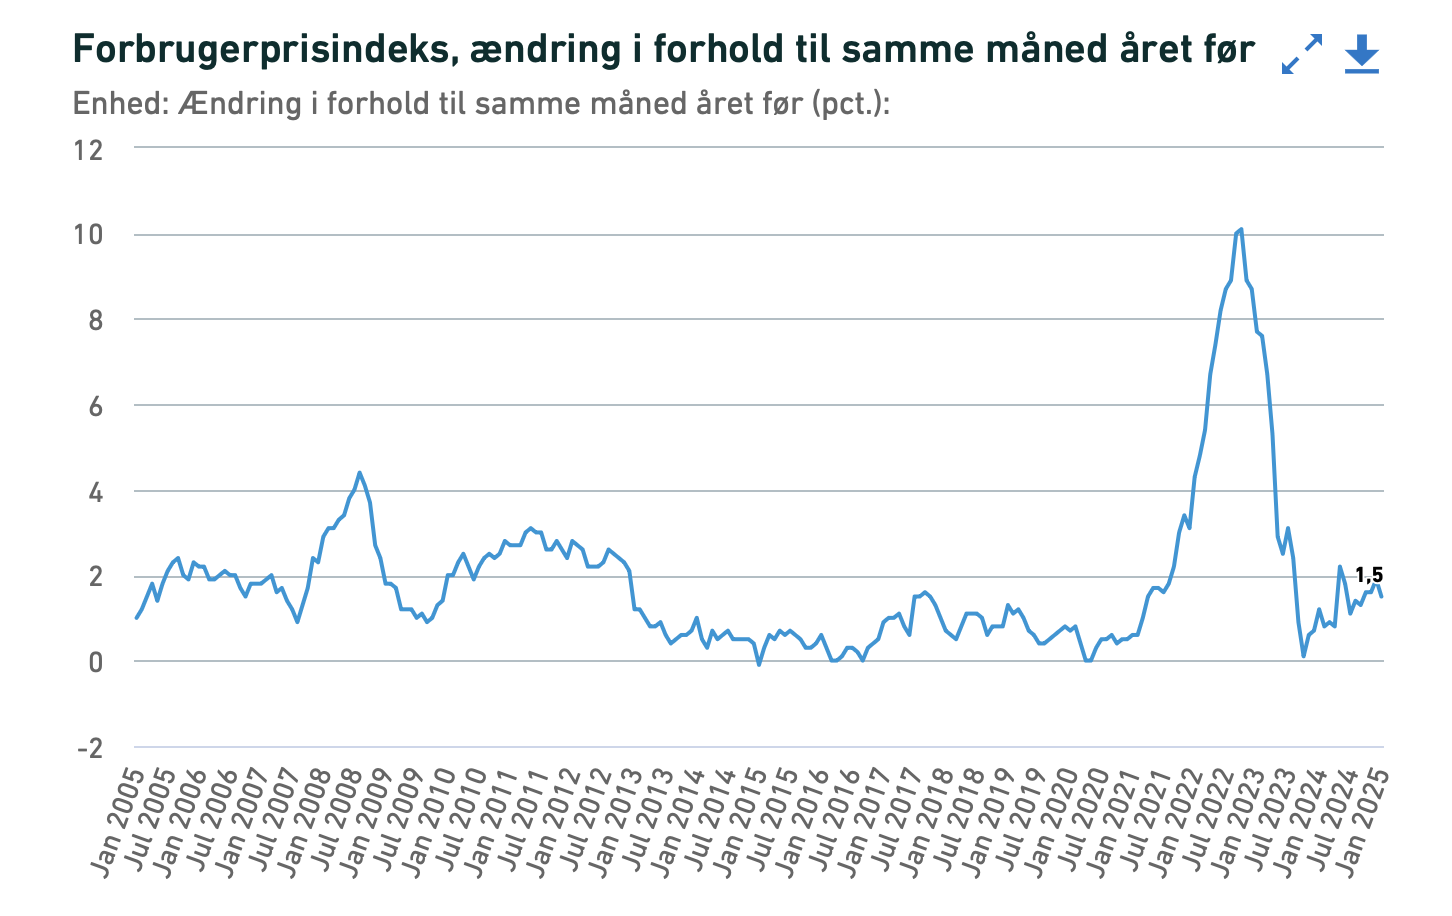 Forbrugerprisindeks, ændring i forhold til samme måned året før
Enhed: Ændring i forhold til samme måned året før (pct.):
12
10
8
6
4
2
0
-2
1,5
Jan 2005
Jul 2005
Jan 2006
Jul 2006
Jan 2007
Jul 2007
Jan 2008
Jul 2008
Jan 2009
Jul 2009
Jan 2010
Jul 2010
Jan 2011
Jul 2011
Jan 2012
Jul 2012
Jan 2013
Jul 2013
Jan 2014
Jul 2014
Jan 2015
Jul 2015
Jan 2016
Jul 2016
Jan 2017
Jul 2017
Jan 2018
Jul 2018
Jan 2019
Jul 2019
Jan 2020
Jul 2020
Jan 2021
Jul 2021
Jan 2022
Jul 2022
Jan 2023
Jul 2023
Jan 2024
Jul 2024
Jan 2025